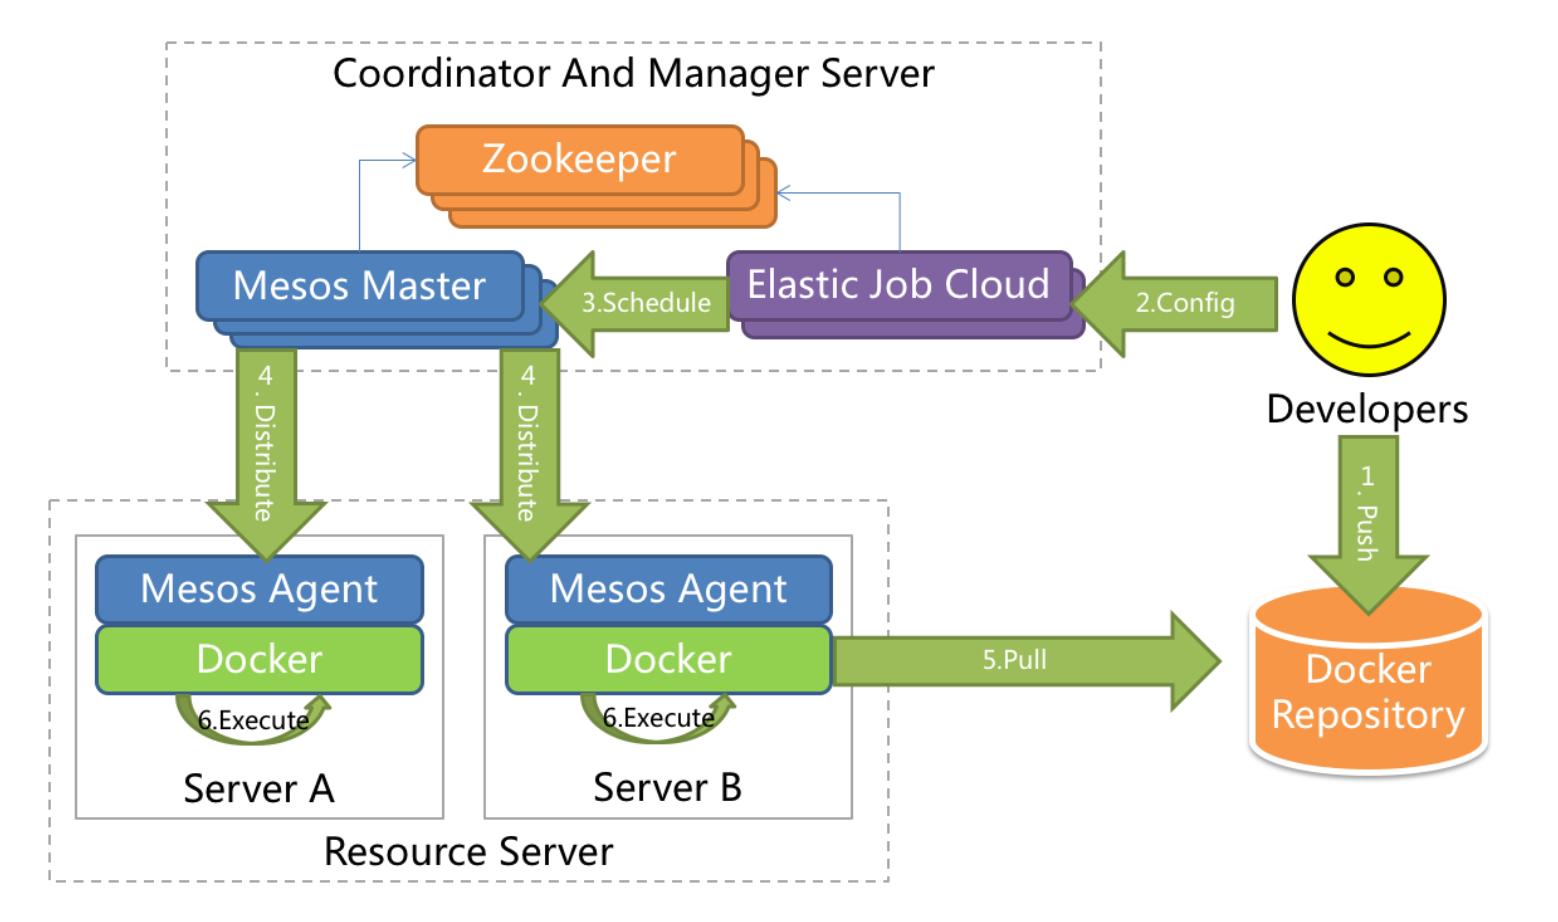 Coordinator And Manager Server
Zookeeper
Mesos Master
3.Schedule
Elastic Job Cloud
2.Config
Developers
4. Distribute
4. Distribute
1. Push
Mesos Agent
Mesos Agent
Docker
Docker
5.Pull
Docker
Repository
6.Execute
6.Execute
Server A
Server B
Resource Server